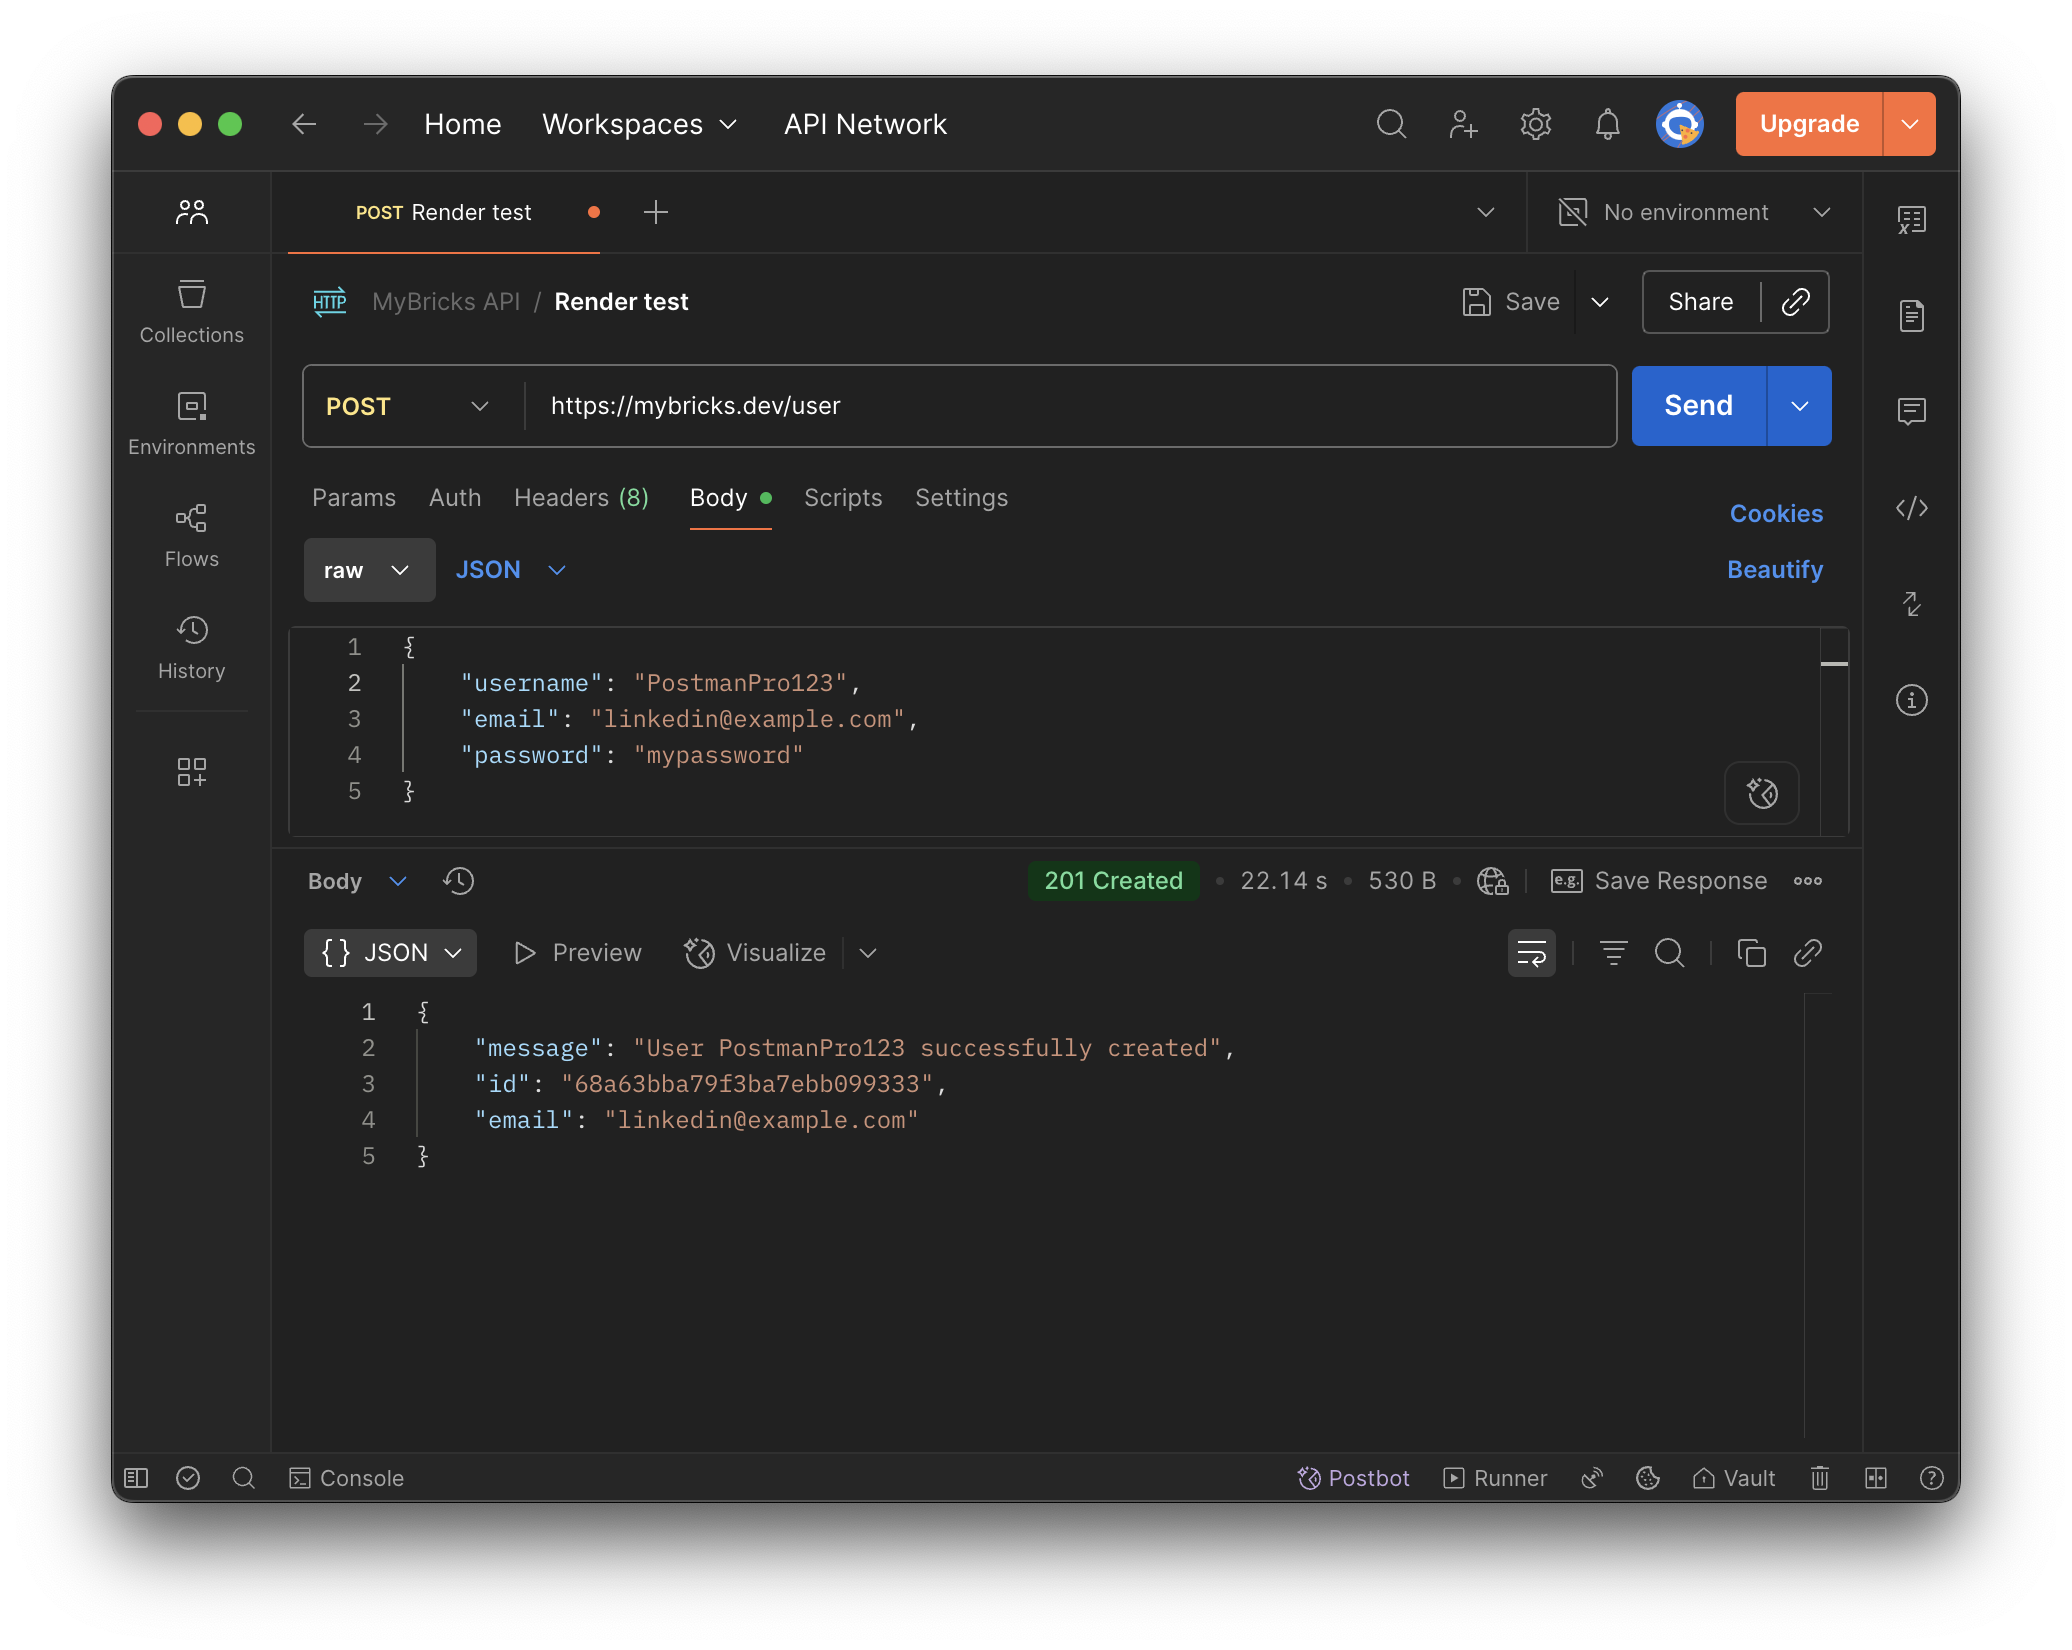 Home Workspaces API Network Upgrade
POST Render test No environment
HTTP MyBricks API / Render test Save Share
Collections
POST https://mybricks.dev/user Send
Environments
Params Auth Headers (8) Body Scripts Settings Cookies
Flows
raw JSON Beautify
History
1 {
2 "username": "PostmanPro123",
3 "email": "linkedin@example.com",
4 "password": "mypassword"
5 }
Body 201 Created • 22.14 s • 530 B • e.g. Save Response
{} JSON Preview Visualize
1 {
2 "message": "User PostmanPro123 successfully created",
3 "id": "68a63bba79f3ba7ebb099333",
4 "email": "linkedin@example.com"
5 }
Console Postbot Runner Vault